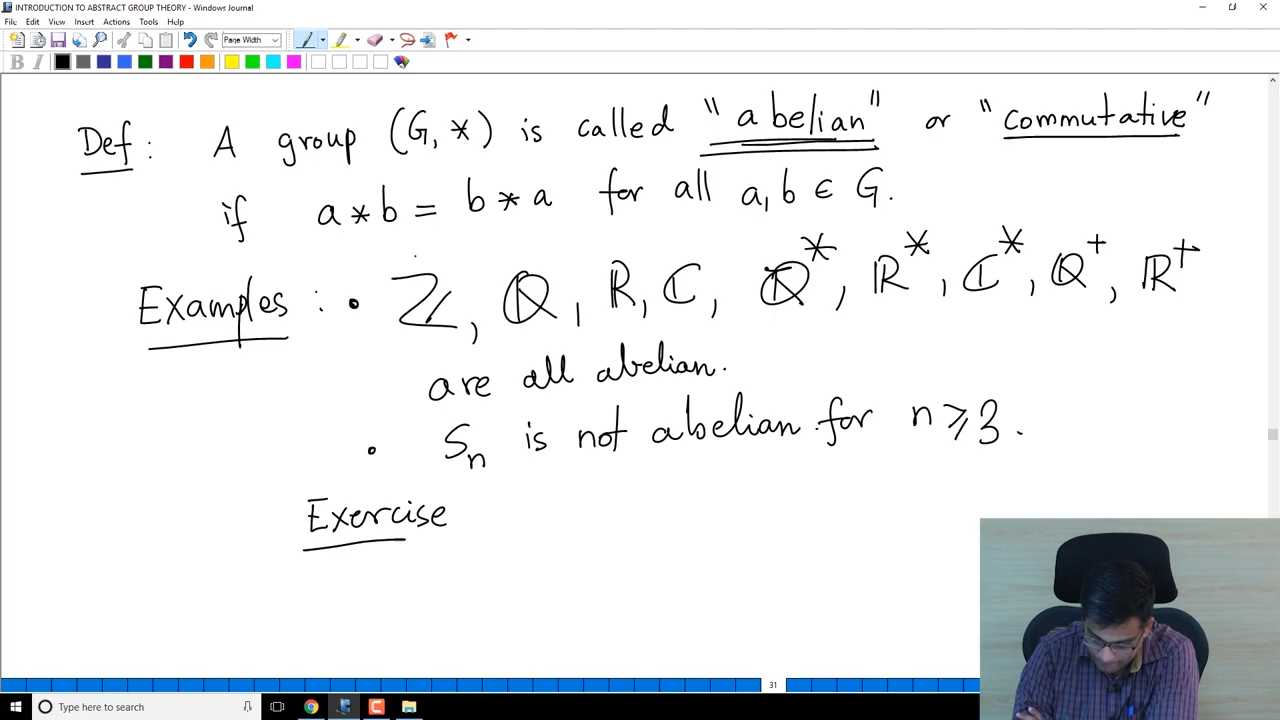 INTRODUCTION TO ABSTRACT GROUP THEORY - Windows Journal
File Edit View Insert Actions Tools Help
Page Width
B I
Def: A group (G, *) is called "abelian" or "commutative"
if a * b = b * a for all a, b ∈ G.
Examples: • ℤ, ℚ, ℝ, ℂ, ℚ*, ℝ*, ℂ*, ℚ⁺, ℝ⁺
are all abelian.
• Sₙ is not abelian for n ⩾ 3.
Exercise
31
Type here to search